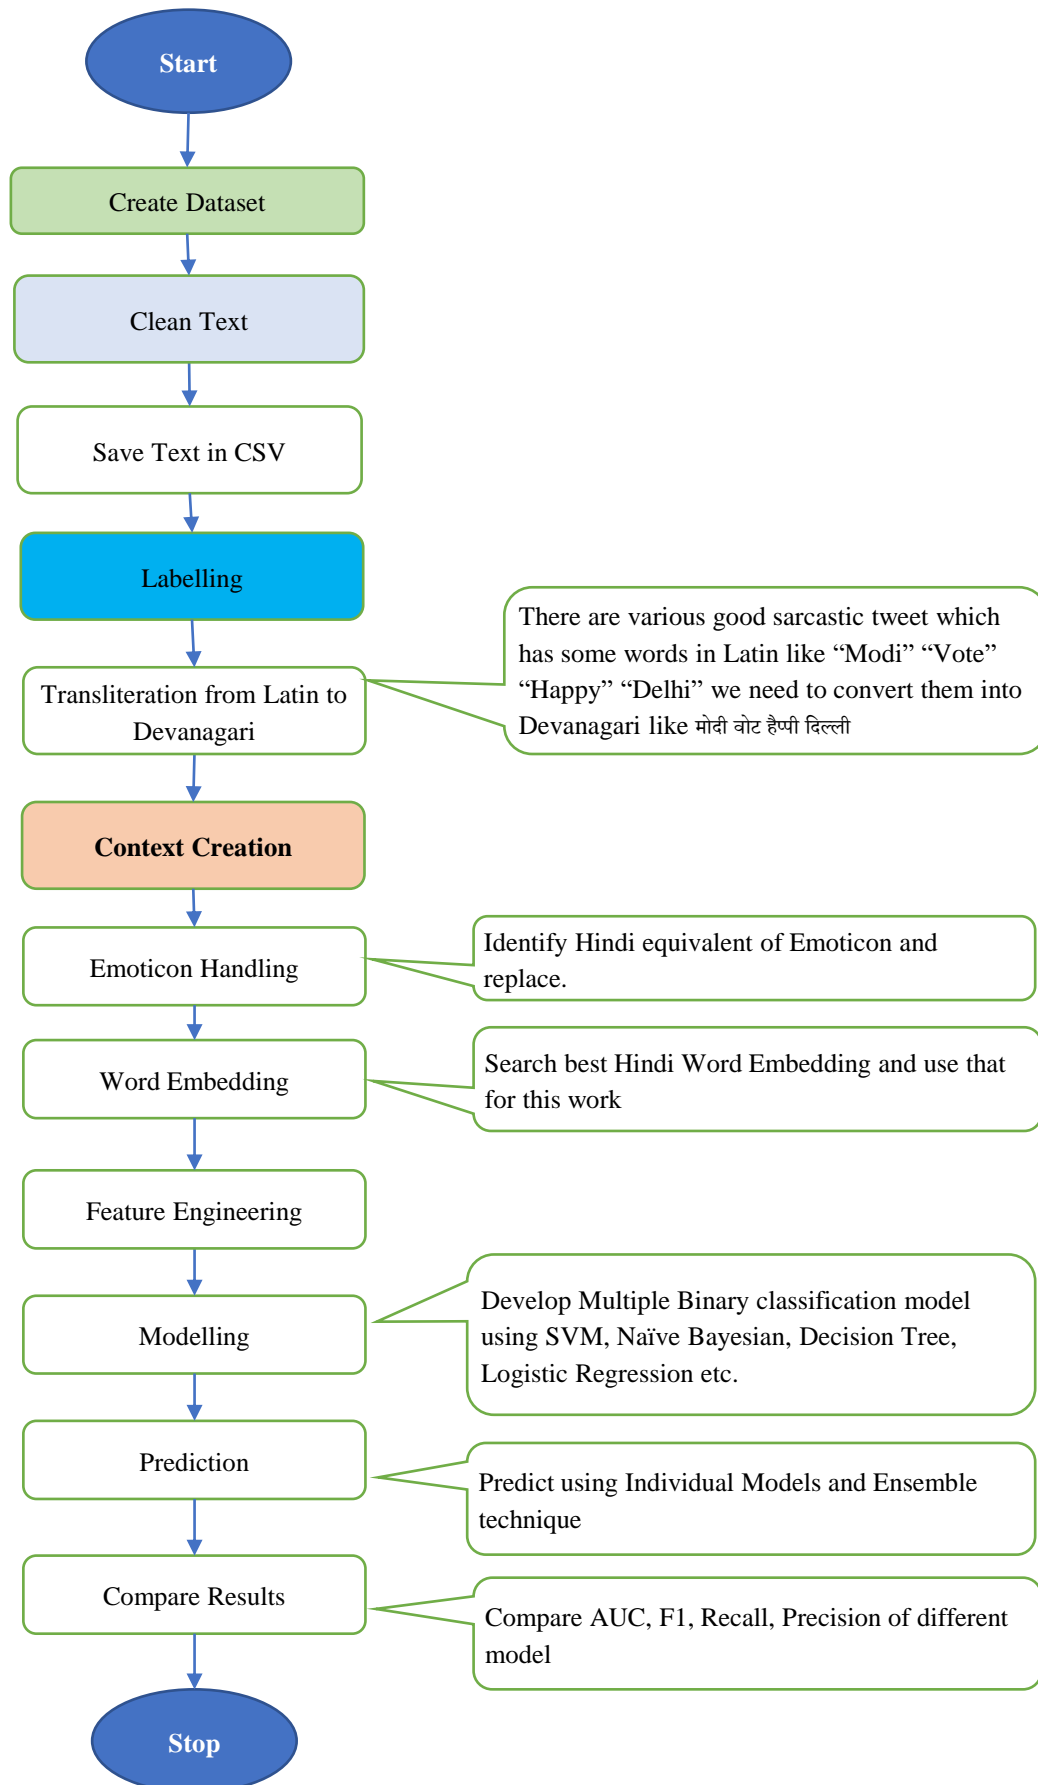 Start
Create Dataset
Clean Text
Save Text in CSV
Labelling
There are various good sarcastic tweet which
has some words in Latin like “Modi” “Vote”
“Happy” “Delhi” we need to convert them into
Devanagari like मोदी वोट हैप्पी दिल्ली
Transliteration from Latin to
Devanagari
Context Creation
Emoticon Handling
Identify Hindi equivalent of Emoticon and
replace.
Word Embedding
Search best Hindi Word Embedding and use that
for this work
Feature Engineering
Modelling
Develop Multiple Binary classification model
using SVM, Naïve Bayesian, Decision Tree,
Logistic Regression etc.
Prediction
Predict using Individual Models and Ensemble
technique
Compare Results
Compare AUC, F1, Recall, Precision of different
model
Stop